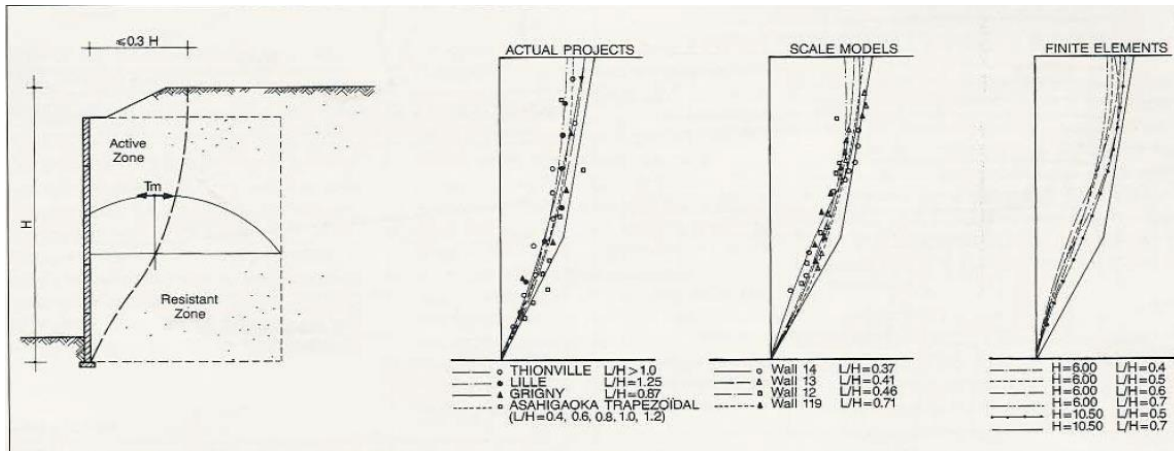 ≤0.3 H
H
Active
Zone
Tm
Resistant
Zone
ACTUAL PROJECTS
THIONVILLE L/H>1.0
LILLE L/H=1.25
GRIGNY L/H=0.87
ASAHIGAOKA TRAPEZOÏDAL
(L/H=0.4, 0.6, 0.8, 1.0, 1.2)
SCALE MODELS
Wall 14 L/H=0.37
Wall 13 L/H=0.41
Wall 12 L/H=0.46
Wall 119 L/H=0.71
FINITE ELEMENTS
H=6.00 L/H=0.4
H=6.00 L/H=0.5
H=6.00 L/H=0.6
H=6.00 L/H=0.7
H=10.50 L/H=0.5
H=10.50 L/H=0.7